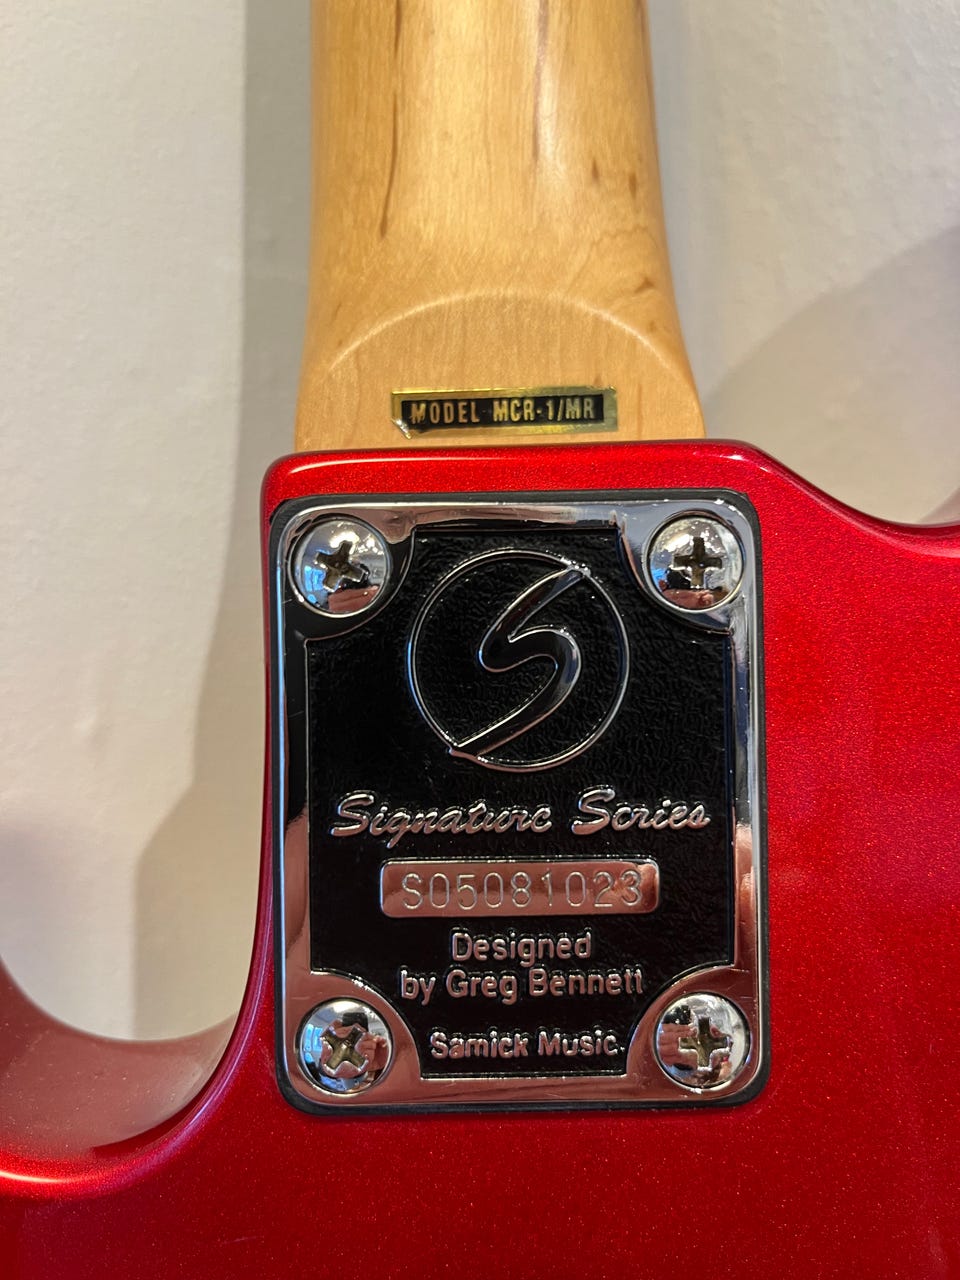 MODEL MCR-1/MR
S
Signature Series
S05081023
Designed
by Greg Bennett
Samick Music